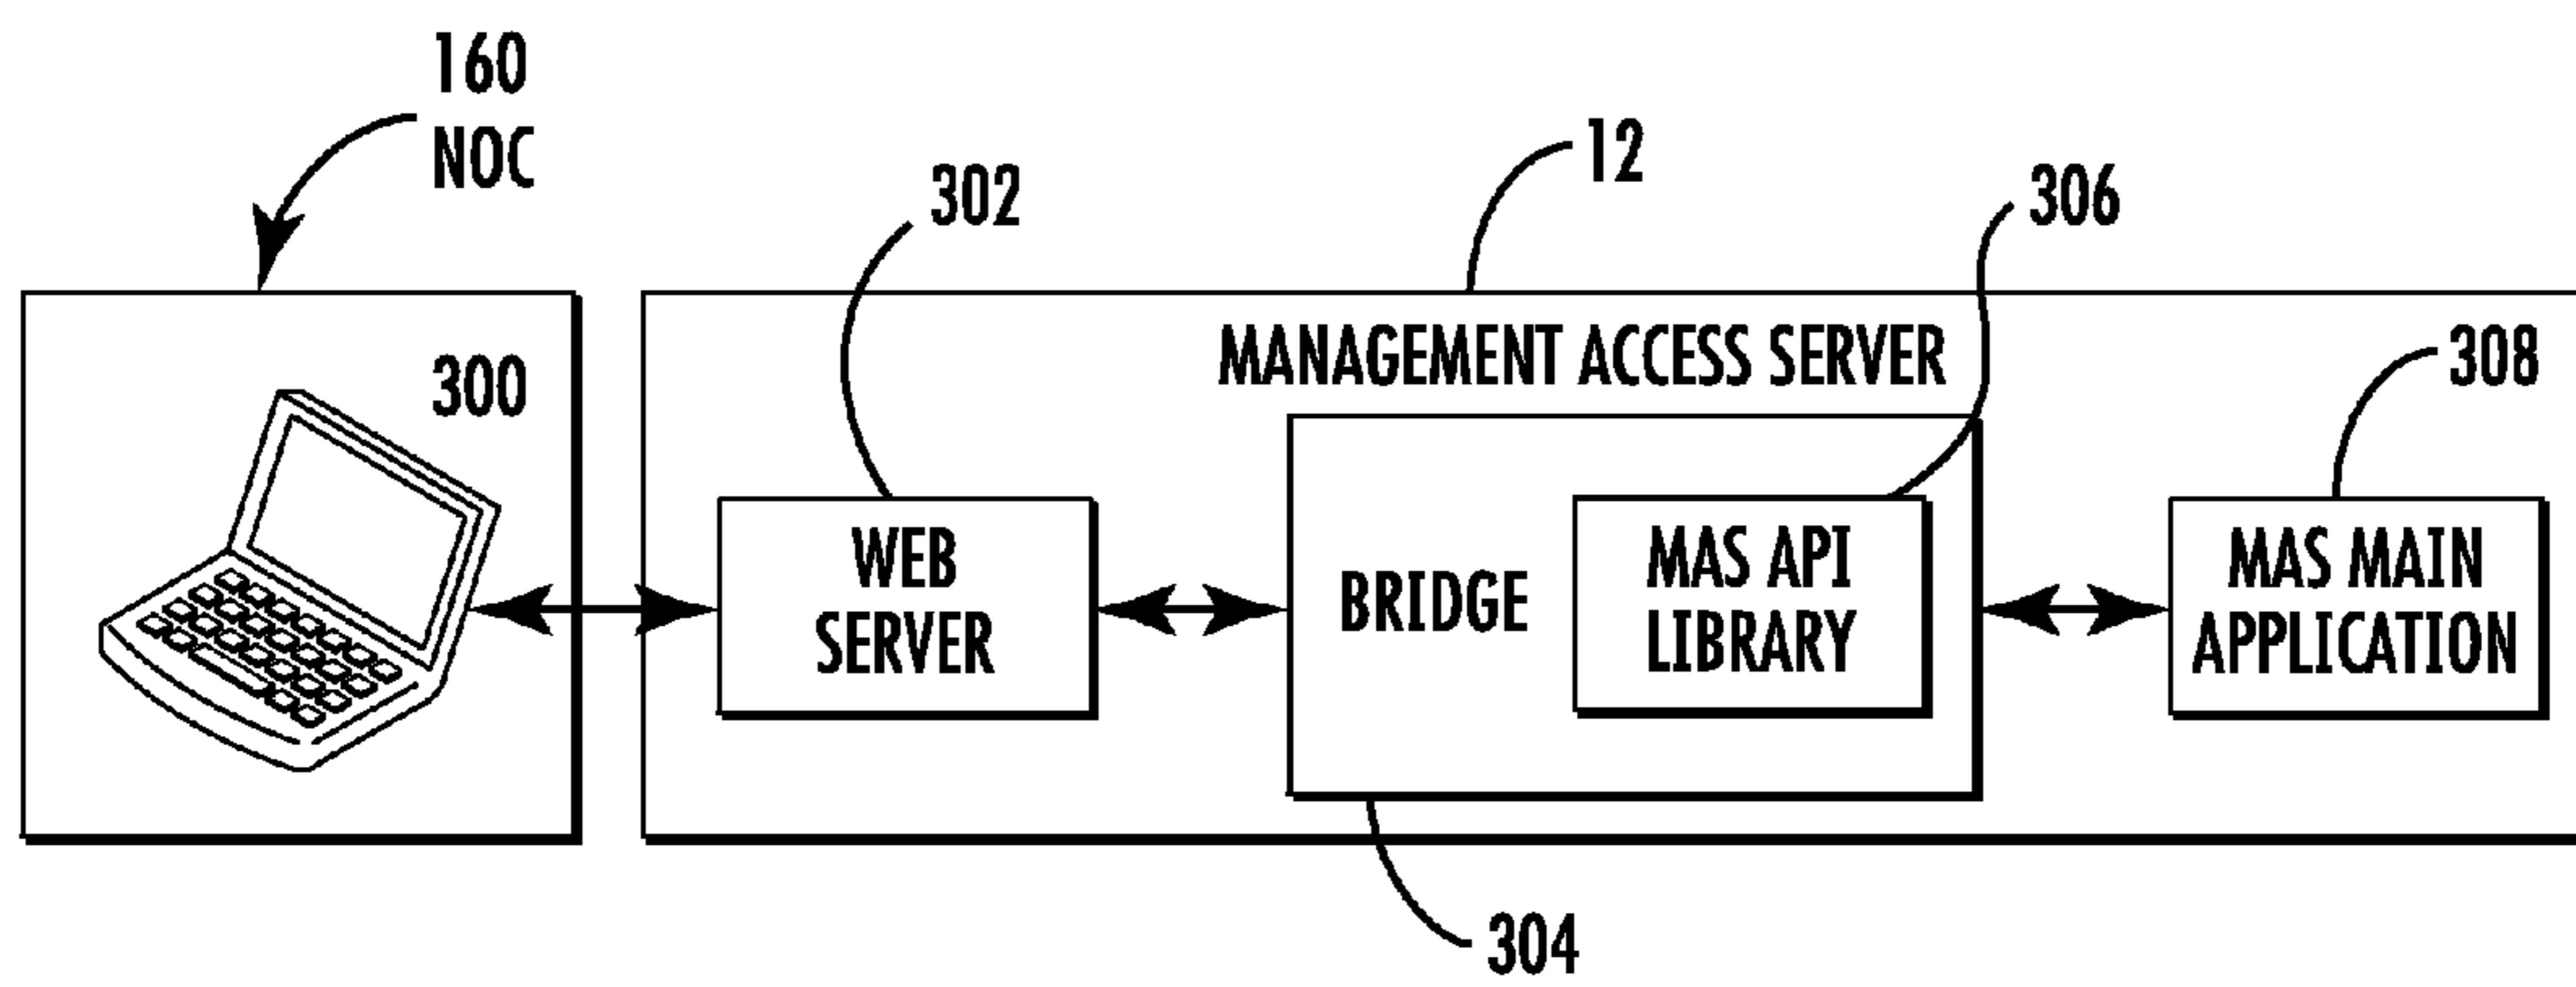 160
NOC
12
302
306
MANAGEMENT ACCESS SERVER
308
300
WEB
SERVER
BRIDGE
MAS API
LIBRARY
MAS MAIN
APPLICATION
304